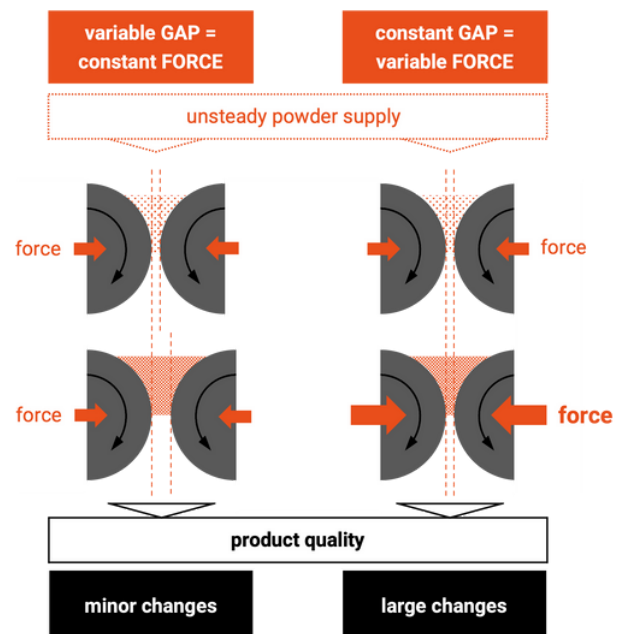 variable GAP =
constant FORCE
constant GAP =
variable FORCE
unsteady powder supply
force
force
force
force
product quality
minor changes
large changes